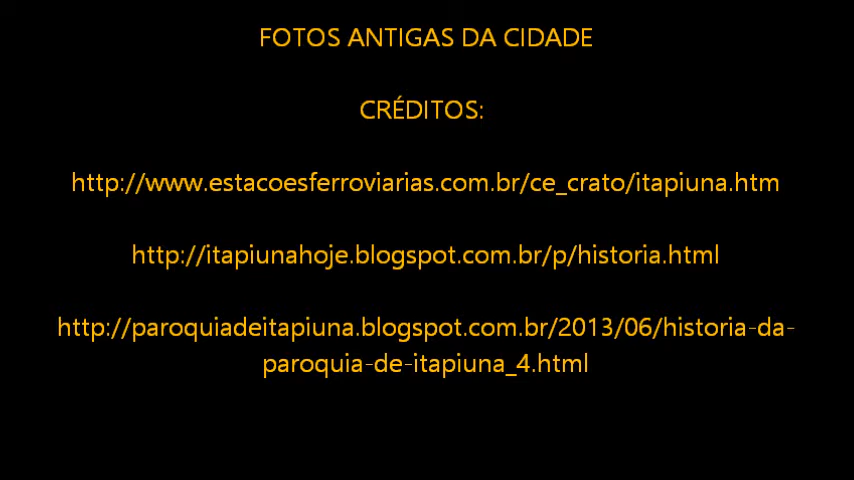 FOTOS ANTIGAS DA CIDADE
CRÉDITOS:
http://www.estacoesferroviarias.com.br/ce_crato/itapiuna.htm
http://itapiunahoje.blogspot.com.br/p/historia.html
http://paroquiadeitapiuna.blogspot.com.br/2013/06/historia-da-
paroquia-de-itapiuna_4.html